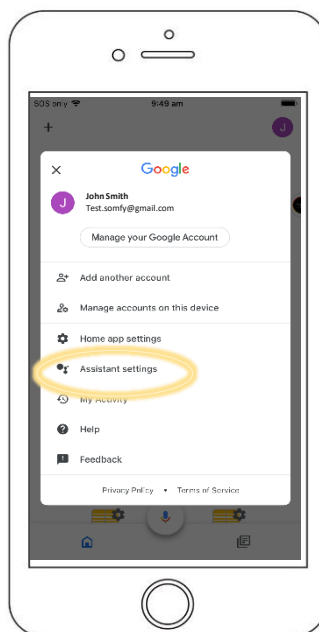 SOS only 9:49 am
J
Google
J
John Smith
Test.somfy@gmail.com
Manage your Google Account
Add another account
Manage accounts on this device
Home app settings
Assistant settings
My Activity
Help
Feedback
Privacy Policy • Terms of Service